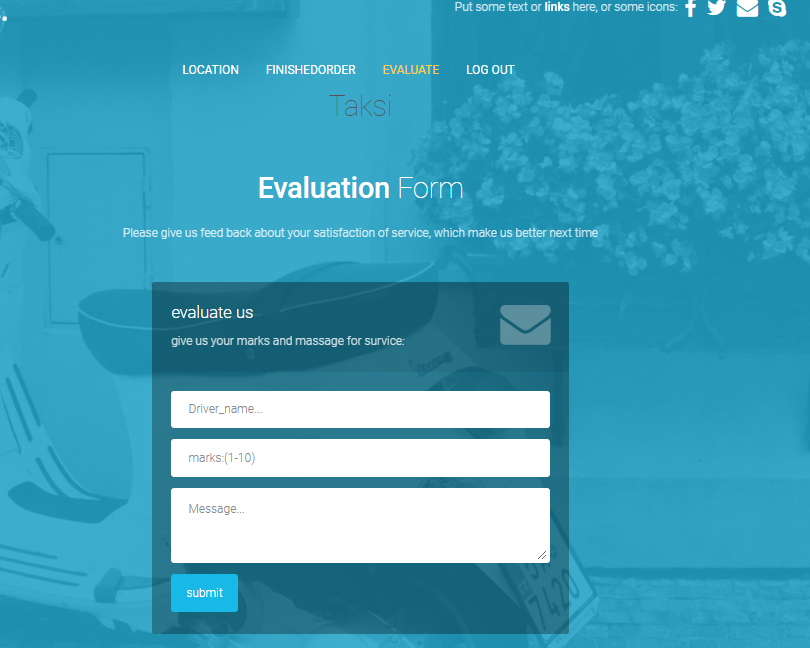 Put some text or links here, or some icons:
LOCATION FINISHEDORDER EVALUATE LOG OUT
Taksi
Evaluation Form
Please give us feed back about your satisfaction of service, which make us better next time
evaluate us
give us your marks and massage for survice:
Driver_name...
marks:(1-10)
Message...
submit
7420